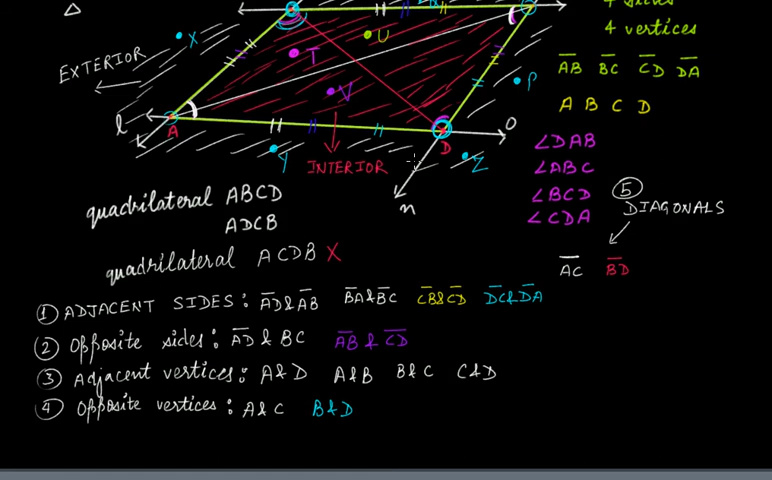 4 vertices
X
U
T
EXTERIOR
AB BC CD DA
V
P
A B C D
l
A
D
O
∠DAB
Y
INTERIOR
Z
∠ABC
n
∠BCD
5
quadrilateral ABCD
∠CDA
DIAGONALS
ADCB
quadrilateral ACDB X
AC BD
1 ADJACENT SIDES: AD & AB BA & BC CB & CD DC & DA
2 Opposite sides: AD & BC AB & CD
3 Adjacent vertices: A & D A & B B & C C & D
4 Opposite vertices: A & C B & D